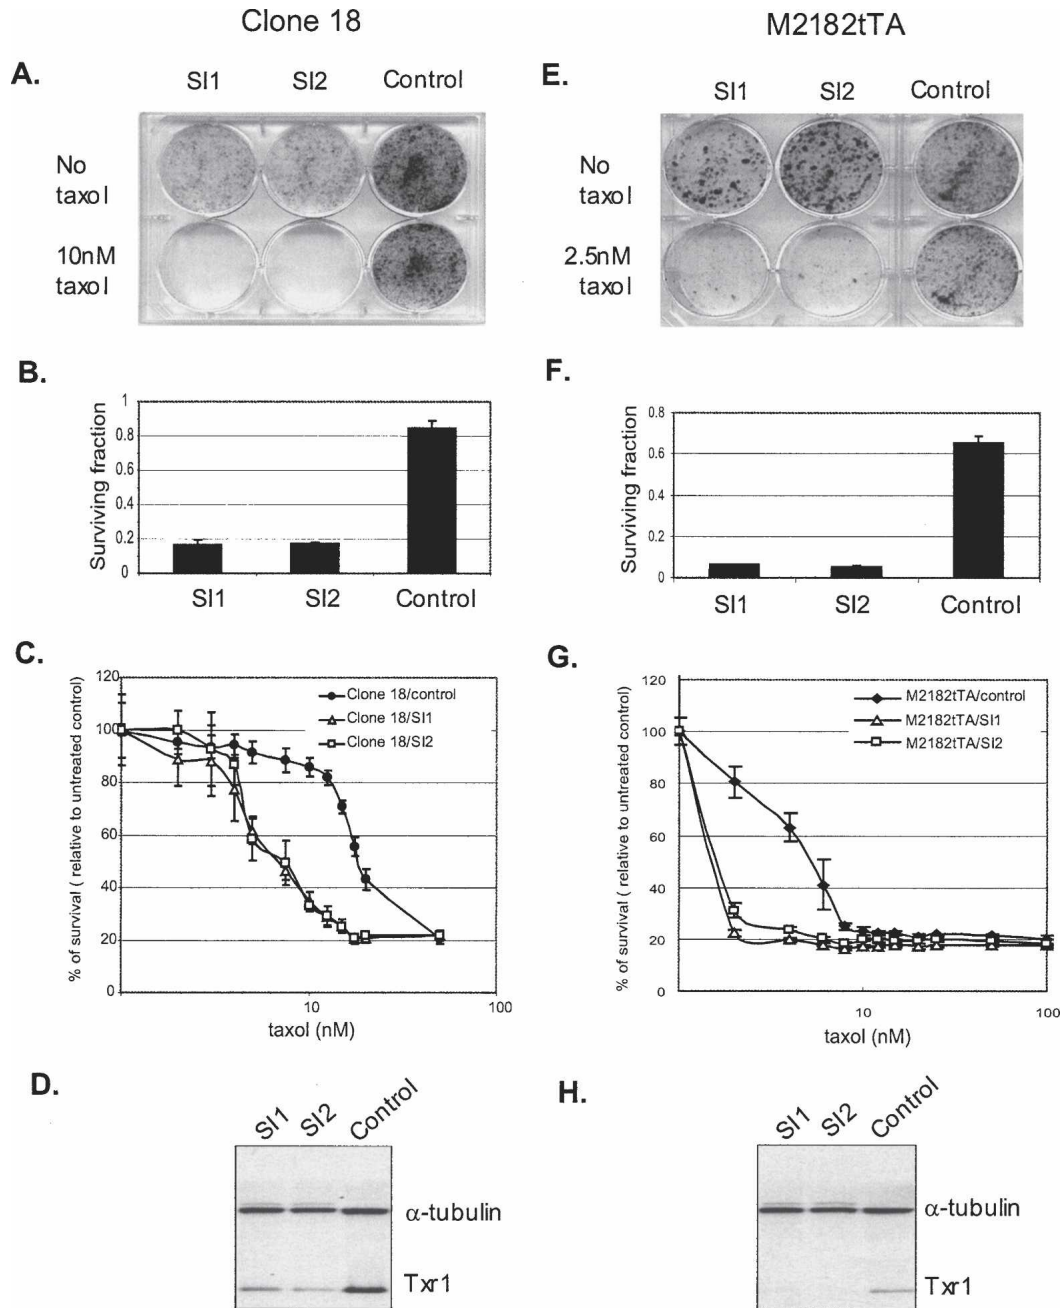 Clone 18
M2182tTA
A.
SI1 SI2 Control
No
taxol
10nM
taxol
E.
SI1 SI2 Control
No
taxol
2.5nM
taxol
B.
Surviving fraction
1
0.8
0.6
0.4
0.2
0
SI1 SI2 Control
F.
Surviving fraction
0.8
0.6
0.4
0.2
0
SI1 SI2 Control
C.
% of survival ( relative to untreated control)
120
100
80
60
40
20
0
Clone 18/control
Clone 18/SI1
Clone 18/SI2
10 100
taxol (nM)
G.
% of survival ( relative to untreated control)
120
100
80
60
40
20
0
M2182tTA/control
M2182tTA/SI1
M2182tTA/SI2
10 100
taxol (nM)
D.
SI1 SI2 Control
α-tubulin
Txr1
H.
SI1 SI2 Control
α-tubulin
Txr1